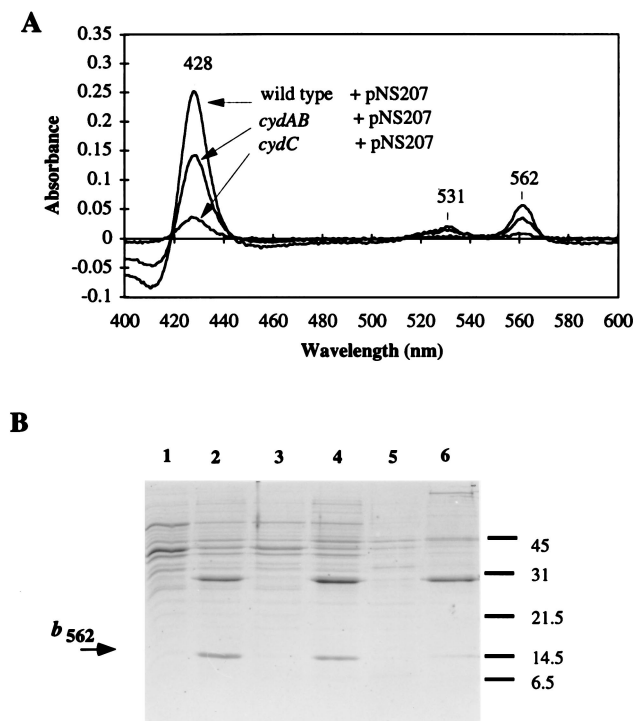 A
0.35
0.3
0.25
0.2
0.15
0.1
0.05
0
-0.05
-0.1
Absorbance
428
wild type + pNS207
cydAB + pNS207
cydC + pNS207
531
562
400 420 440 460 480 500 520 540 560 580 600
Wavelength (nm)
B
1 2 3 4 5 6
45
31
21.5
14.5
6.5
b562